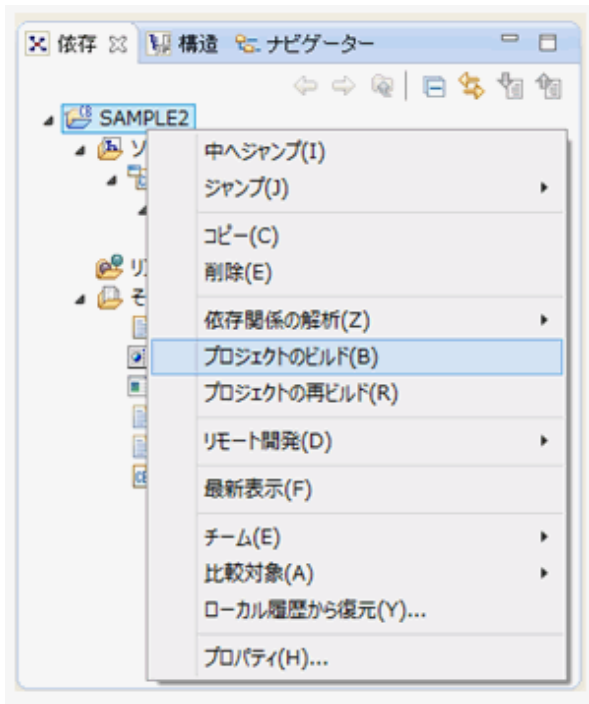 依存 構造 ナビゲーター
SAMPLE2
ソ
中へジャンプ(I)
ジャンプ(J)
コピー(C)
リ
削除(E)
そ
依存関係の解析(Z)
プロジェクトのビルド(B)
プロジェクトの再ビルド(R)
リモート開発(D)
最新表示(F)
チーム(E)
比較対象(A)
ローカル履歴から復元(Y)...
プロパティ(H)...